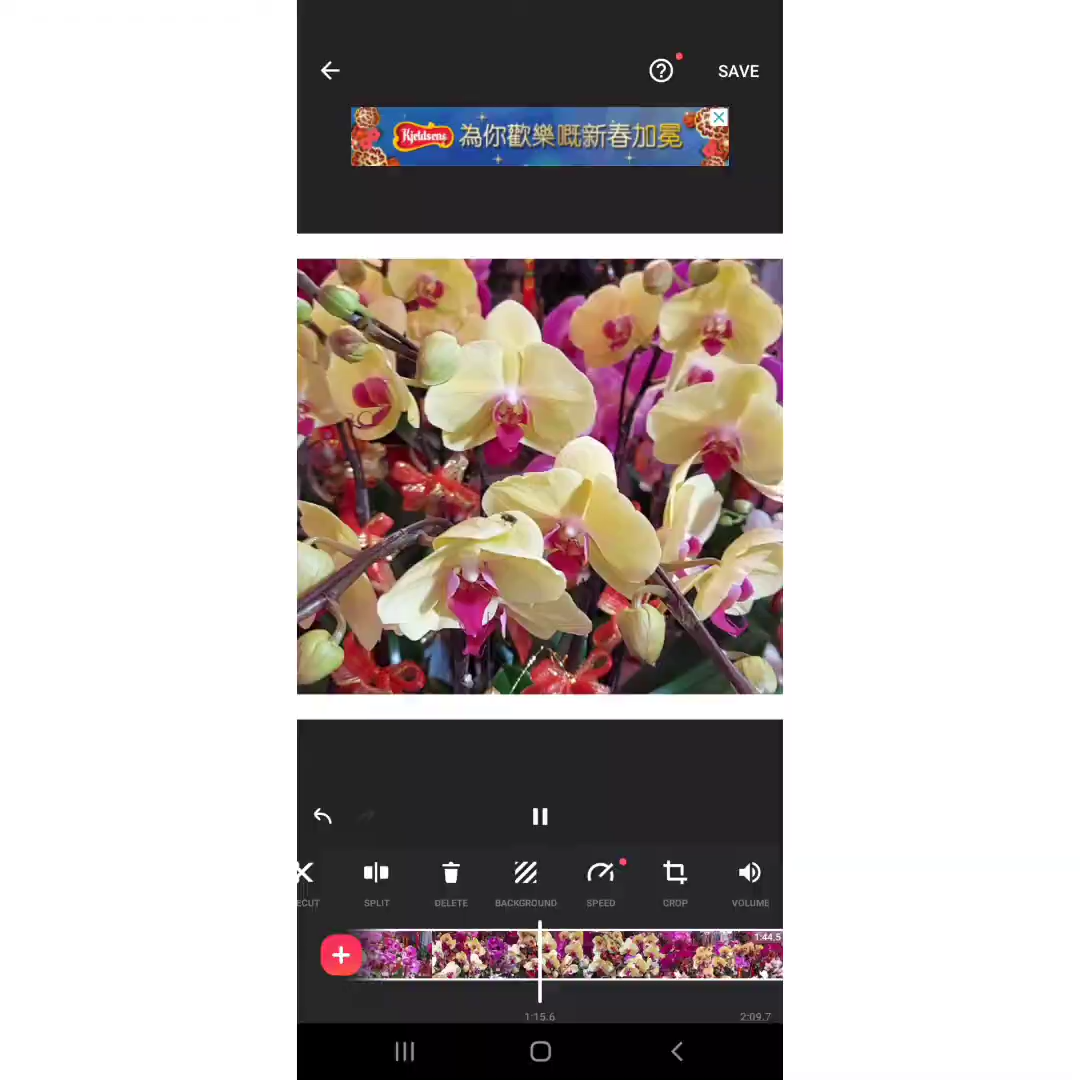 SAVE
Kjeldsens 為你歡樂嘅新春加冕
ECUT SPLIT DELETE BACKGROUND SPEED CROP VOLUME
1:44.5
1:15.6 2:09.7